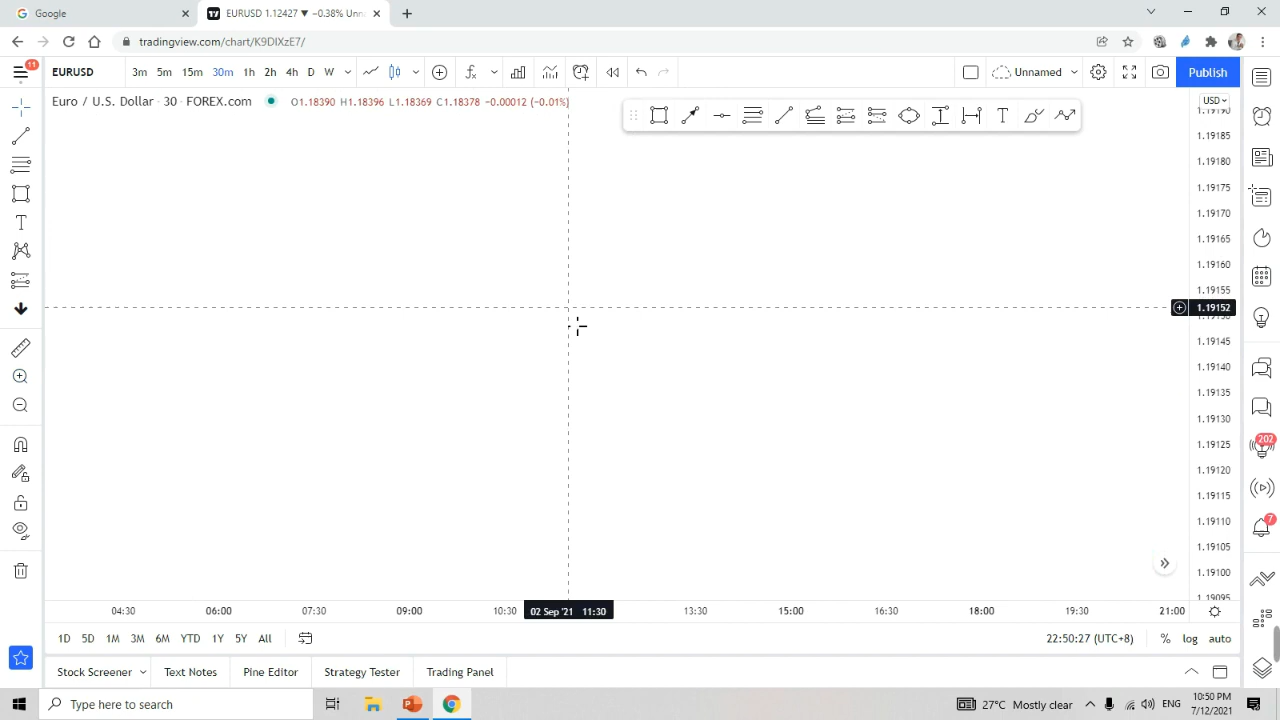 Google
EURUSD 1.12427 ▼ −0.38% Unn
tradingview.com/chart/K9DIXzE7/
11
EURUSD 3m 5m 15m 30m 1h 2h 4h D W Unnamed Publish
Euro / U.S. Dollar · 30 · FOREX.com O1.18390 H1.18396 L1.18369 C1.18378 −0.00012 (−0.01%)
USD
1.19190
1.19185
1.19180
1.19175
1.19170
1.19165
1.19160
1.19155
1.19152
1.19150
1.19145
1.19140
1.19135
1.19130
1.19125
1.19120
1.19115
1.19110
1.19105
1.19100
1.19095
202
7
04:30 06:00 07:30 09:00 10:30 02 Sep '21 11:30 13:30 15:00 16:30 18:00 19:30 21:00
1D 5D 1M 3M 6M YTD 1Y 5Y All 22:50:27 (UTC+8) % log auto
Stock Screener Text Notes Pine Editor Strategy Tester Trading Panel
Type here to search 27°C Mostly clear ENG 10:50 PM
7/12/2021